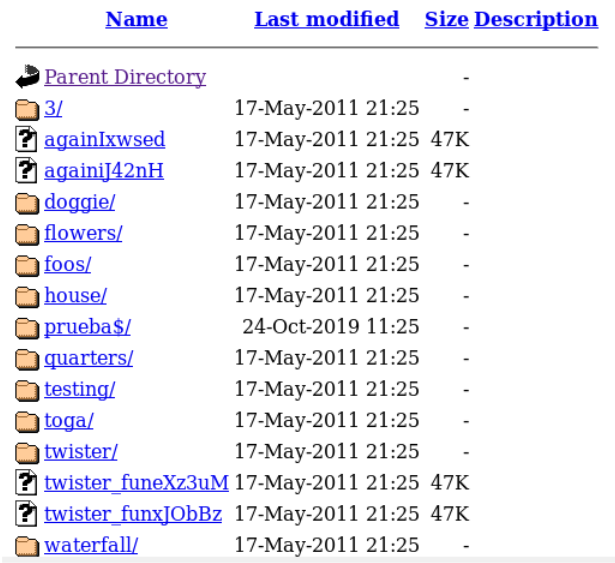 Name Last modified Size Description
Parent Directory -
3/ 17-May-2011 21:25 -
againIxwsed 17-May-2011 21:25 47K
againiJ42nH 17-May-2011 21:25 47K
doggie/ 17-May-2011 21:25 -
flowers/ 17-May-2011 21:25 -
foos/ 17-May-2011 21:25 -
house/ 17-May-2011 21:25 -
prueba$/ 24-Oct-2019 11:25 -
quarters/ 17-May-2011 21:25 -
testing/ 17-May-2011 21:25 -
toga/ 17-May-2011 21:25 -
twister/ 17-May-2011 21:25 -
twister_funeXz3uM 17-May-2011 21:25 47K
twister_funxJObBz 17-May-2011 21:25 47K
waterfall/ 17-May-2011 21:25 -